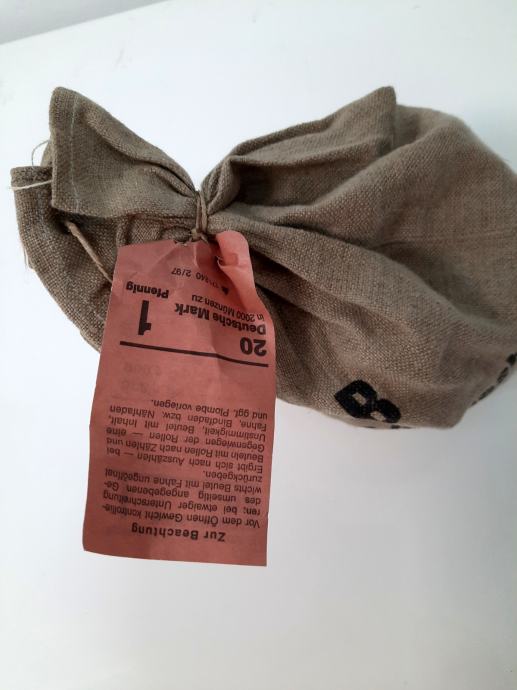 Zur Beachtung
Vor dem Öffnen Gewicht kontrollie-
ren; bei etwaiger Unterschreitung
des umseitig angegebenen Ge-
wichts Beutel mit Fahne ungeöffnet
zurückgeben.
Ergibt sich nach Auszählen — bei
Beuteln mit Rollen nach Zählen und
Gegenwiegen der Rollen — eine
Unstimmigkeit, Beutel mit Inhalt,
Fahne, Bindfaden bzw. Nähfaden
und ggf. Plombe vorlegen.
20
Deutsche Mark
in 2000 Münzen zu
1
Pfennig
2/97
B